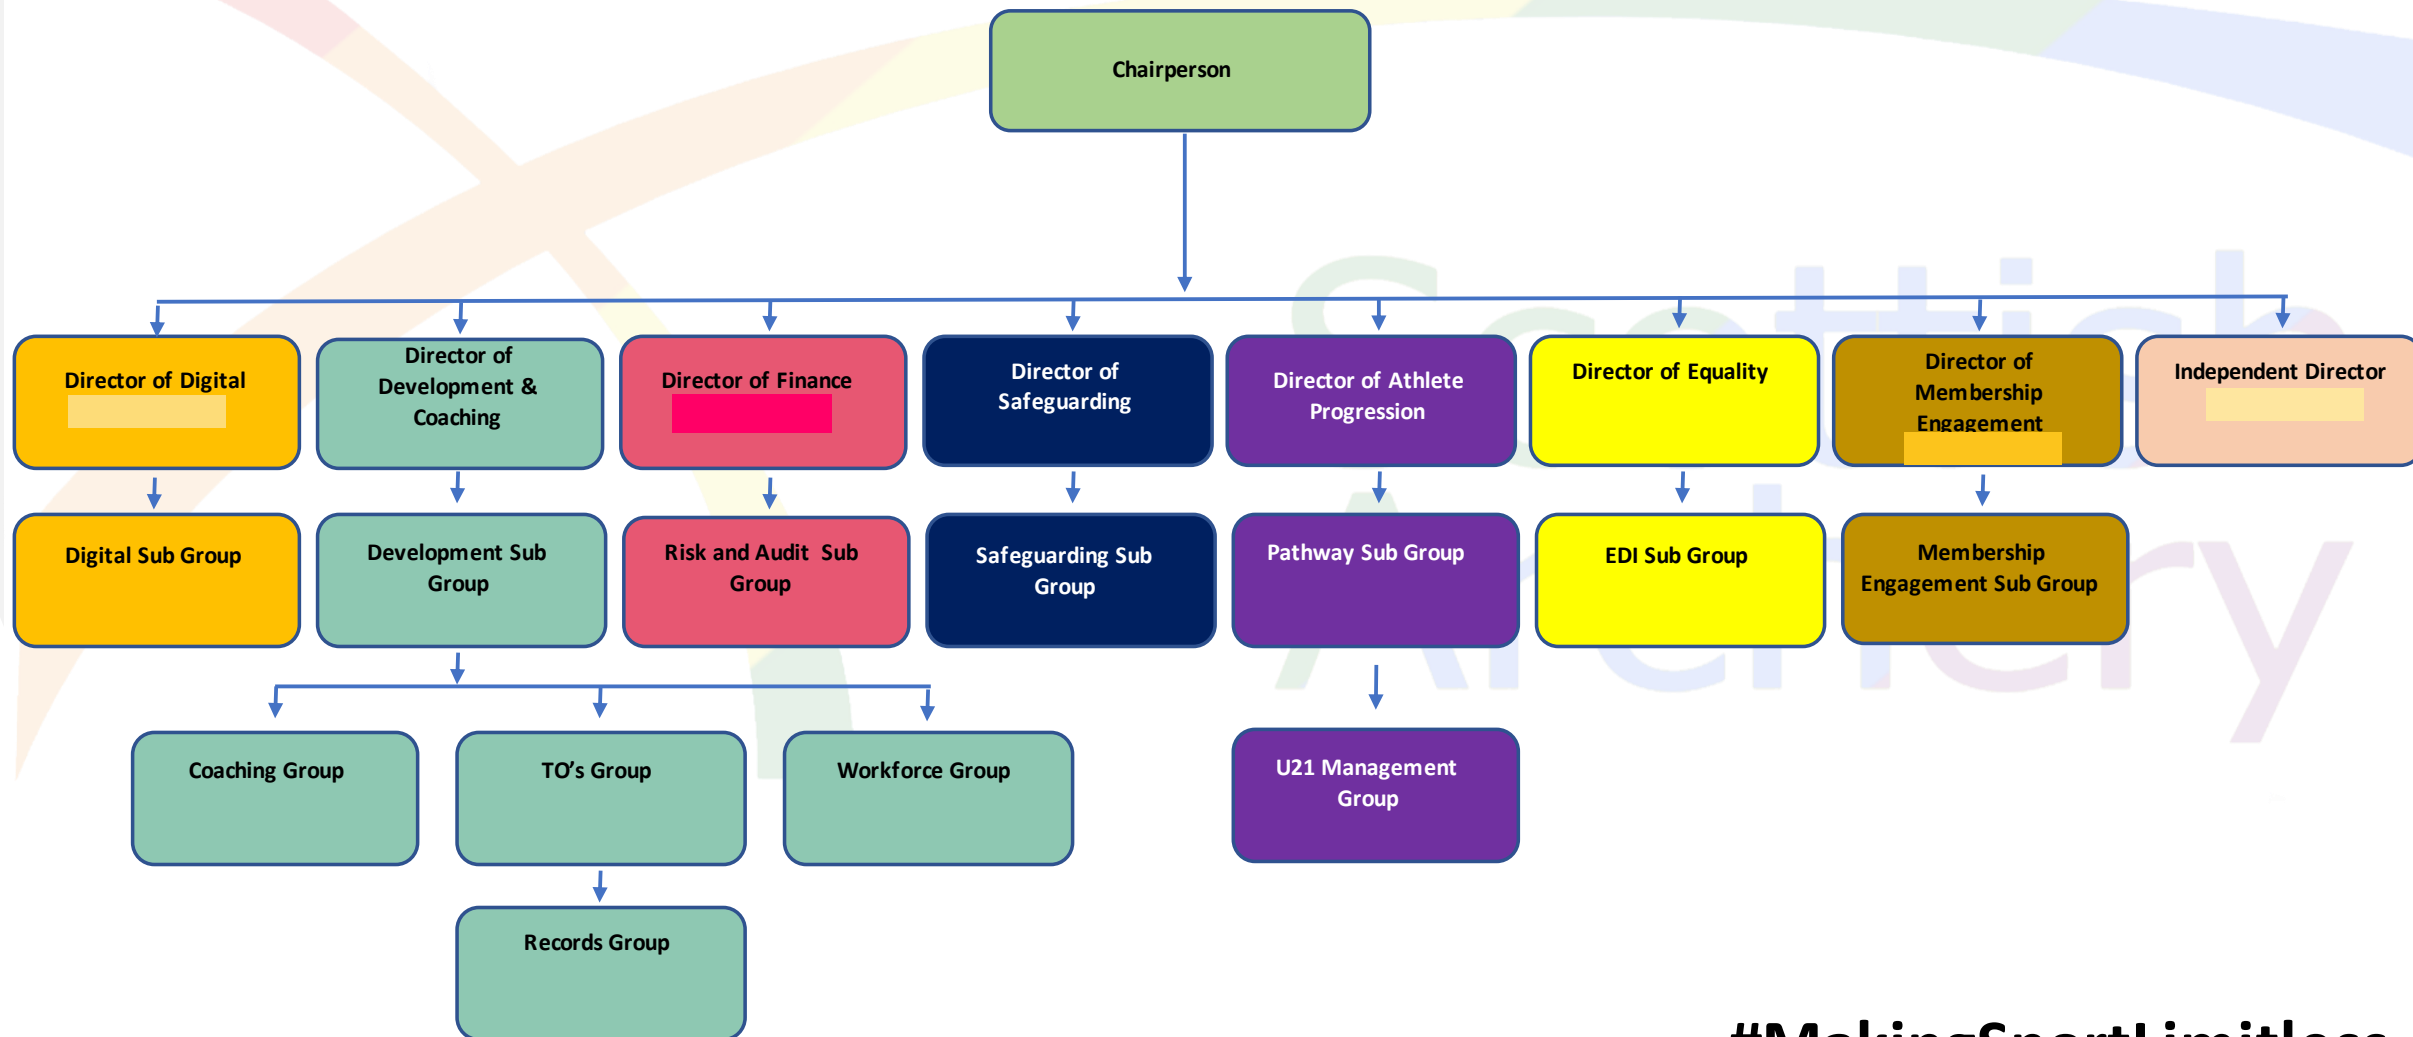 Chairperson
Director of Digital
Director of
Development &
Coaching
Director of Finance
Director of
Safeguarding
Director of Athlete
Progression
Director of Equality
Director of
Membership
Engagement
Independent Director
Digital Sub Group
Development Sub
Group
Risk and Audit Sub
Group
Safeguarding Sub
Group
Pathway Sub Group
EDI Sub Group
Membership
Engagement Sub Group
Coaching Group
TO’s Group
Workforce Group
U21 Management
Group
Records Group
Scottish
Archery
#MakingSportLimitless